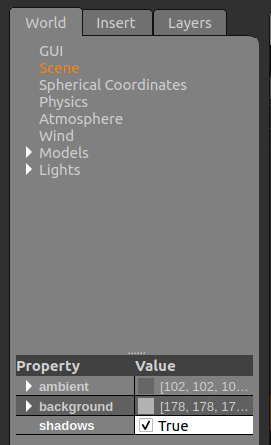 World Insert Layers
GUI
Scene
Spherical Coordinates
Physics
Atmosphere
Wind
Models
Lights
Property Value
ambient [102, 102, 10...
background [178, 178, 17...
shadows True